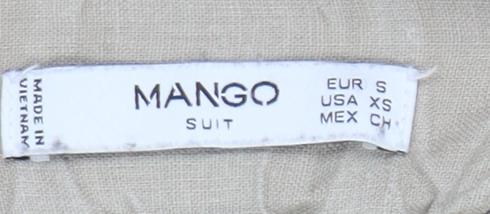 MADE IN
VIETNAM
MANGO
SUIT
EUR S
USA XS
MEX CH